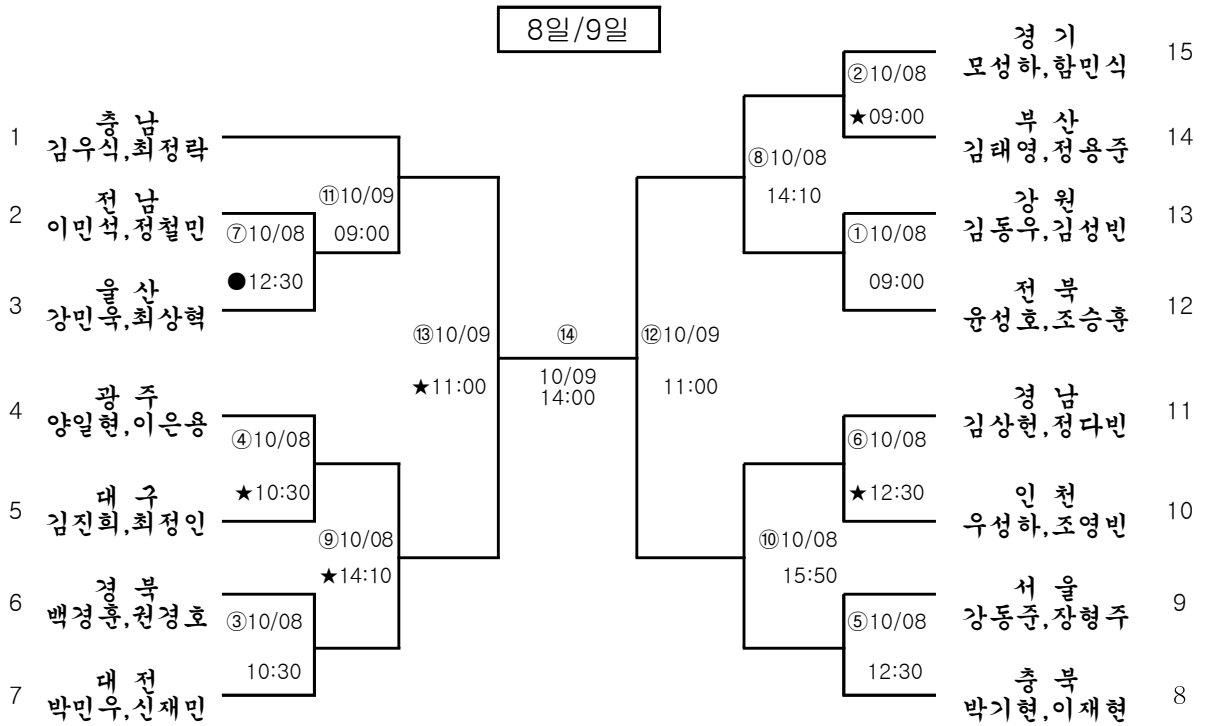 8일/9일
1
충 남
김우식,최정락
2
전 남
이민석,정철민
⑦10/08
●12:30
3
울 산
강민욱,최상혁
⑪10/09
09:00
4
광 주
양일현,이은용
④10/08
★10:30
5
대 구
김진희,최정인
⑨10/08
★14:10
6
경 북
백경훈,권경호
③10/08
10:30
7
대 전
박민우,신재민
⑬10/09
★11:00
⑭
10/09
14:00
⑫10/09
11:00
경 기
모성하,함민식
15
②10/08
★09:00
부 산
김태영,정용준
14
⑧10/08
14:10
강 원
김동우,김성빈
13
①10/08
09:00
전 북
윤성호,조승훈
12
경 남
김상헌,정다빈
11
⑥10/08
★12:30
인 천
우성하,조영빈
10
⑩10/08
15:50
서 울
강동준,장형주
9
⑤10/08
12:30
충 북
박기현,이재현
8